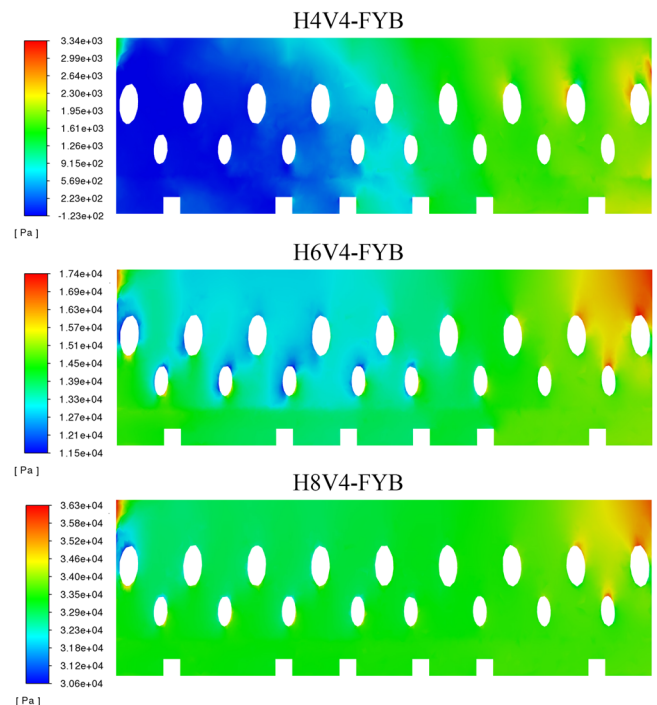 H4V4-FYB
3.34e+03
2.99e+03
2.64e+03
2.30e+03
1.95e+03
1.61e+03
1.26e+03
9.15e+02
5.69e+02
2.23e+02
-1.23e+02
[ Pa ]
H6V4-FYB
1.74e+04
1.69e+04
1.63e+04
1.57e+04
1.51e+04
1.45e+04
1.39e+04
1.33e+04
1.27e+04
1.21e+04
1.15e+04
[ Pa ]
H8V4-FYB
3.63e+04
3.58e+04
3.52e+04
3.46e+04
3.40e+04
3.35e+04
3.29e+04
3.23e+04
3.18e+04
3.12e+04
3.06e+04
[ Pa ]